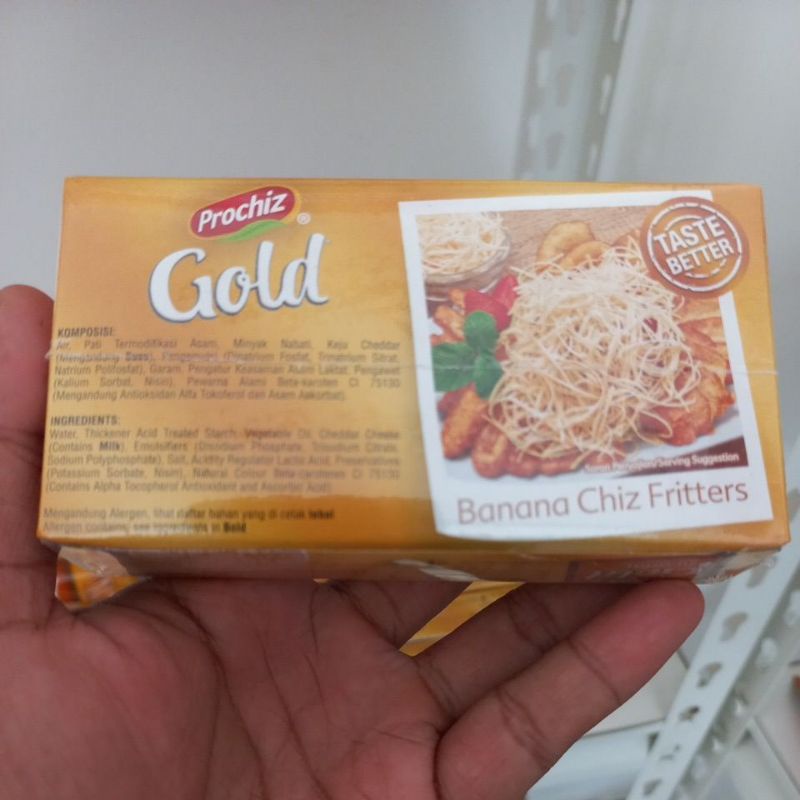 Prochiz®
Gold
TASTE
BETTER
KOMPOSISI:
Air, Pati Termodifikasi Asam, Minyak Nabati, Keju Cheddar
(Mengandung Susu), Pengemulsi (Dinatrium Fosfat, Trinatrium Sitrat,
Natrium Polifosfat), Garam, Pengatur Keasaman Asam Laktat, Pengawet
(Kalium Sorbat, Nisin), Pewarna Alami Beta-karoten CI 75130
(Mengandung Antioksidan Alfa Tokoferol dan Asam Askorbat).
INGREDIENTS:
Water, Thickener Acid Treated Starch, Vegetable Oil, Cheddar Cheese
(Contains Milk), Emulsifiers (Disodium Phosphate, Trisodium Citrate,
Sodium Polyphosphate), Salt, Acidity Regulator Lactic Acid, Preservatives
(Potassium Sorbate, Nisin), Natural Colour Beta-carotenes CI 75130
(Contains Alpha Tocopherol Antioxidant and Ascorbic Acid)
Mengandung Alergen, lihat daftar bahan yang di cetak tebal
Allergen contains, see ingredients in Bold
Saran Penyajian/Serving Suggestion
Banana Chiz Fritters